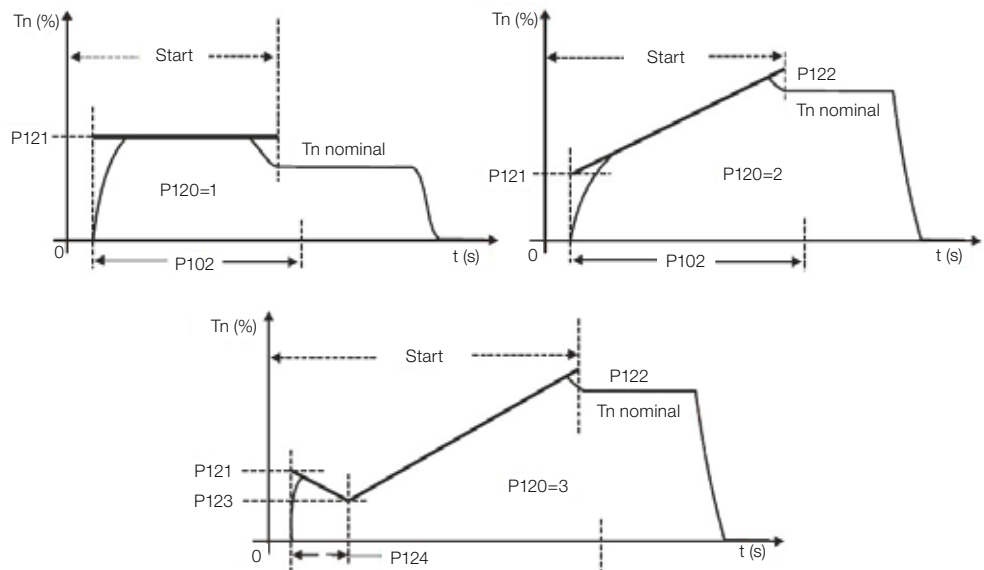 Tn (%)
Start
P121
Tn nominal
P120=1
0
t (s)
P102
Tn (%)
Start
P122
Tn nominal
P121
P120=2
0
t (s)
P102
Tn (%)
Start
P122
Tn nominal
P121
P123
P120=3
0
t (s)
P124